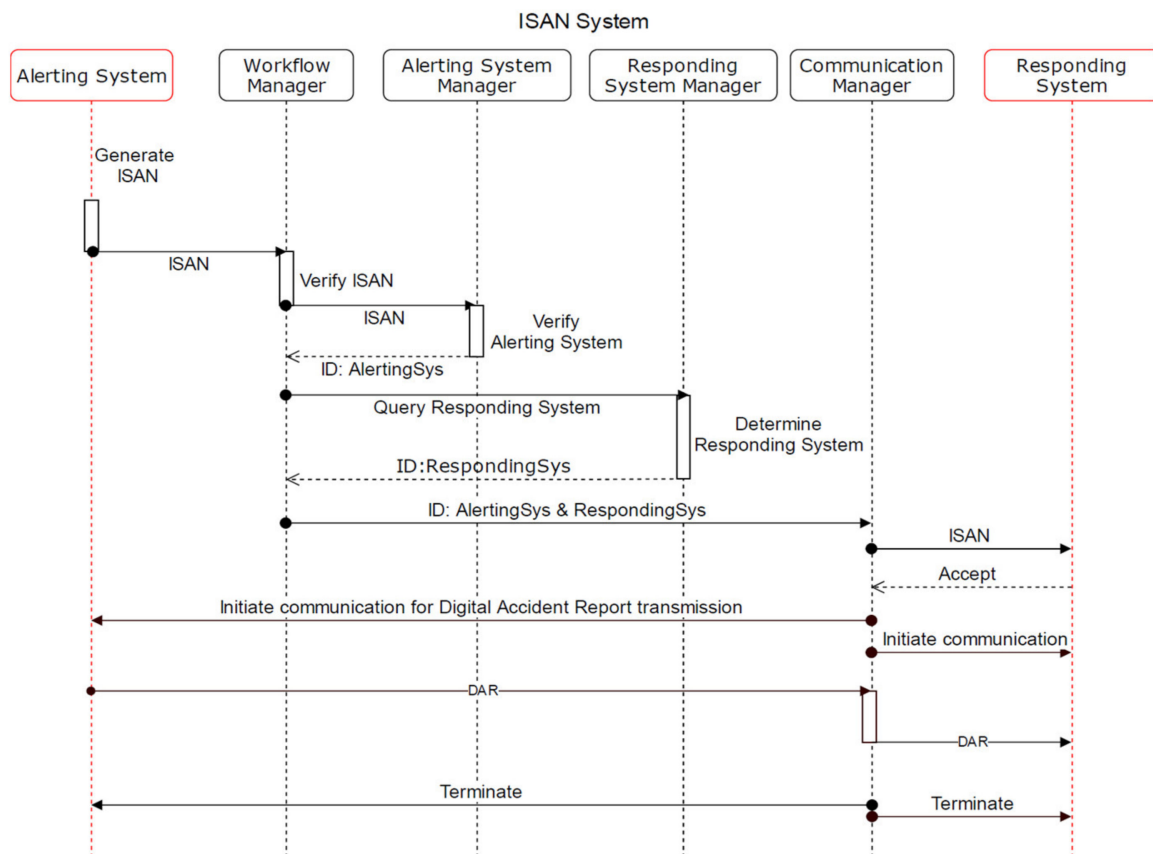 ISAN System
Alerting System
Workflow
Manager
Alerting System
Manager
Responding
System Manager
Communication
Manager
Responding
System
Generate
ISAN
ISAN
Verify ISAN
ISAN
Verify
Alerting System
ID: AlertingSys
Query Responding System
Determine
Responding System
ID:RespondingSys
ID: AlertingSys & RespondingSys
ISAN
Accept
Initiate communication for Digital Accident Report transmission
Initiate communication
DAR
DAR
Terminate
Terminate